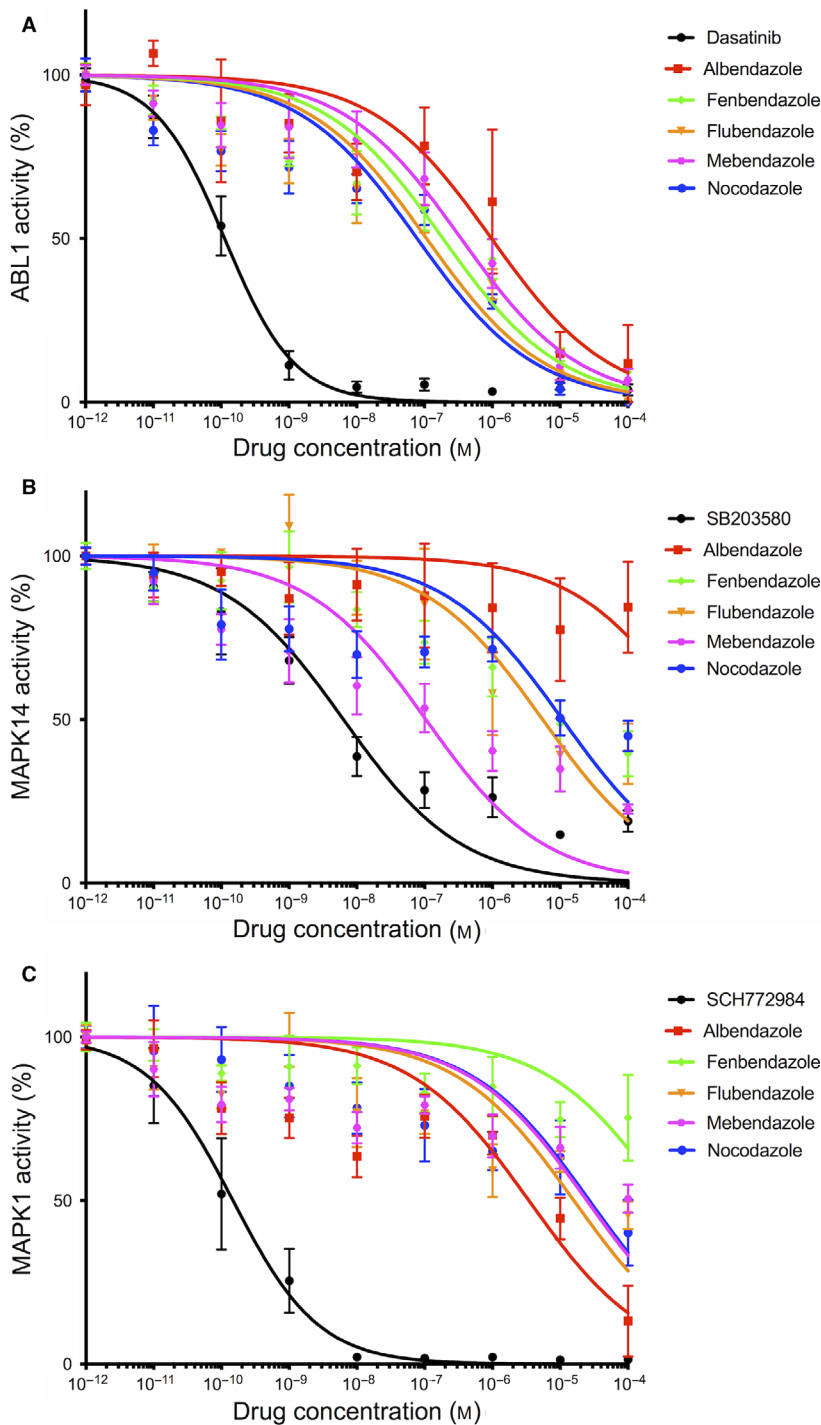 A
ABL1 activity (%)
100
50
0
10⁻¹² 10⁻¹¹ 10⁻¹⁰ 10⁻⁹ 10⁻⁸ 10⁻⁷ 10⁻⁶ 10⁻⁵ 10⁻⁴
Drug concentration (M)
Dasatinib
Albendazole
Fenbendazole
Flubendazole
Mebendazole
Nocodazole
B
MAPK14 activity (%)
100
50
0
10⁻¹² 10⁻¹¹ 10⁻¹⁰ 10⁻⁹ 10⁻⁸ 10⁻⁷ 10⁻⁶ 10⁻⁵ 10⁻⁴
Drug concentration (M)
SB203580
Albendazole
Fenbendazole
Flubendazole
Mebendazole
Nocodazole
C
MAPK1 activity (%)
100
50
0
10⁻¹² 10⁻¹¹ 10⁻¹⁰ 10⁻⁹ 10⁻⁸ 10⁻⁷ 10⁻⁶ 10⁻⁵ 10⁻⁴
Drug concentration (M)
SCH772984
Albendazole
Fenbendazole
Flubendazole
Mebendazole
Nocodazole